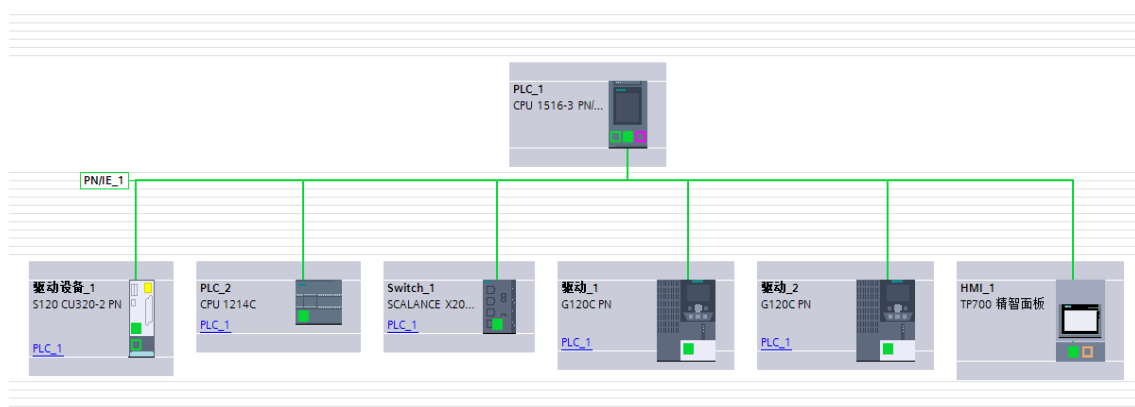 PLC_1
CPU 1516-3 PN/...
PN/IE_1
驱动设备_1
S120 CU320-2 PN
PLC_1
PLC_2
CPU 1214C
PLC_1
Switch_1
SCALANCE X20...
PLC_1
驱动_1
G120C PN
PLC_1
驱动_2
G120C PN
PLC_1
HMI_1
TP700 精智面板